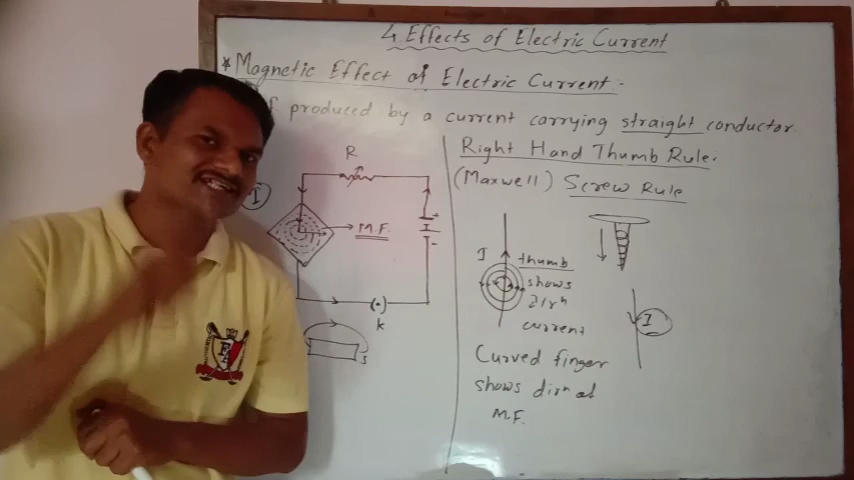 4. Effects of Electric Current
* Magnetic Effect of Electric Current :-
produced by a current carrying straight conductor.
Right Hand Thumb Rule.
(Maxwell) Screw Rule
R
I
M.F.
+
-
K
S
I
thumb
shows
dirn
current
I
Curved finger
shows dirn of
M.F.